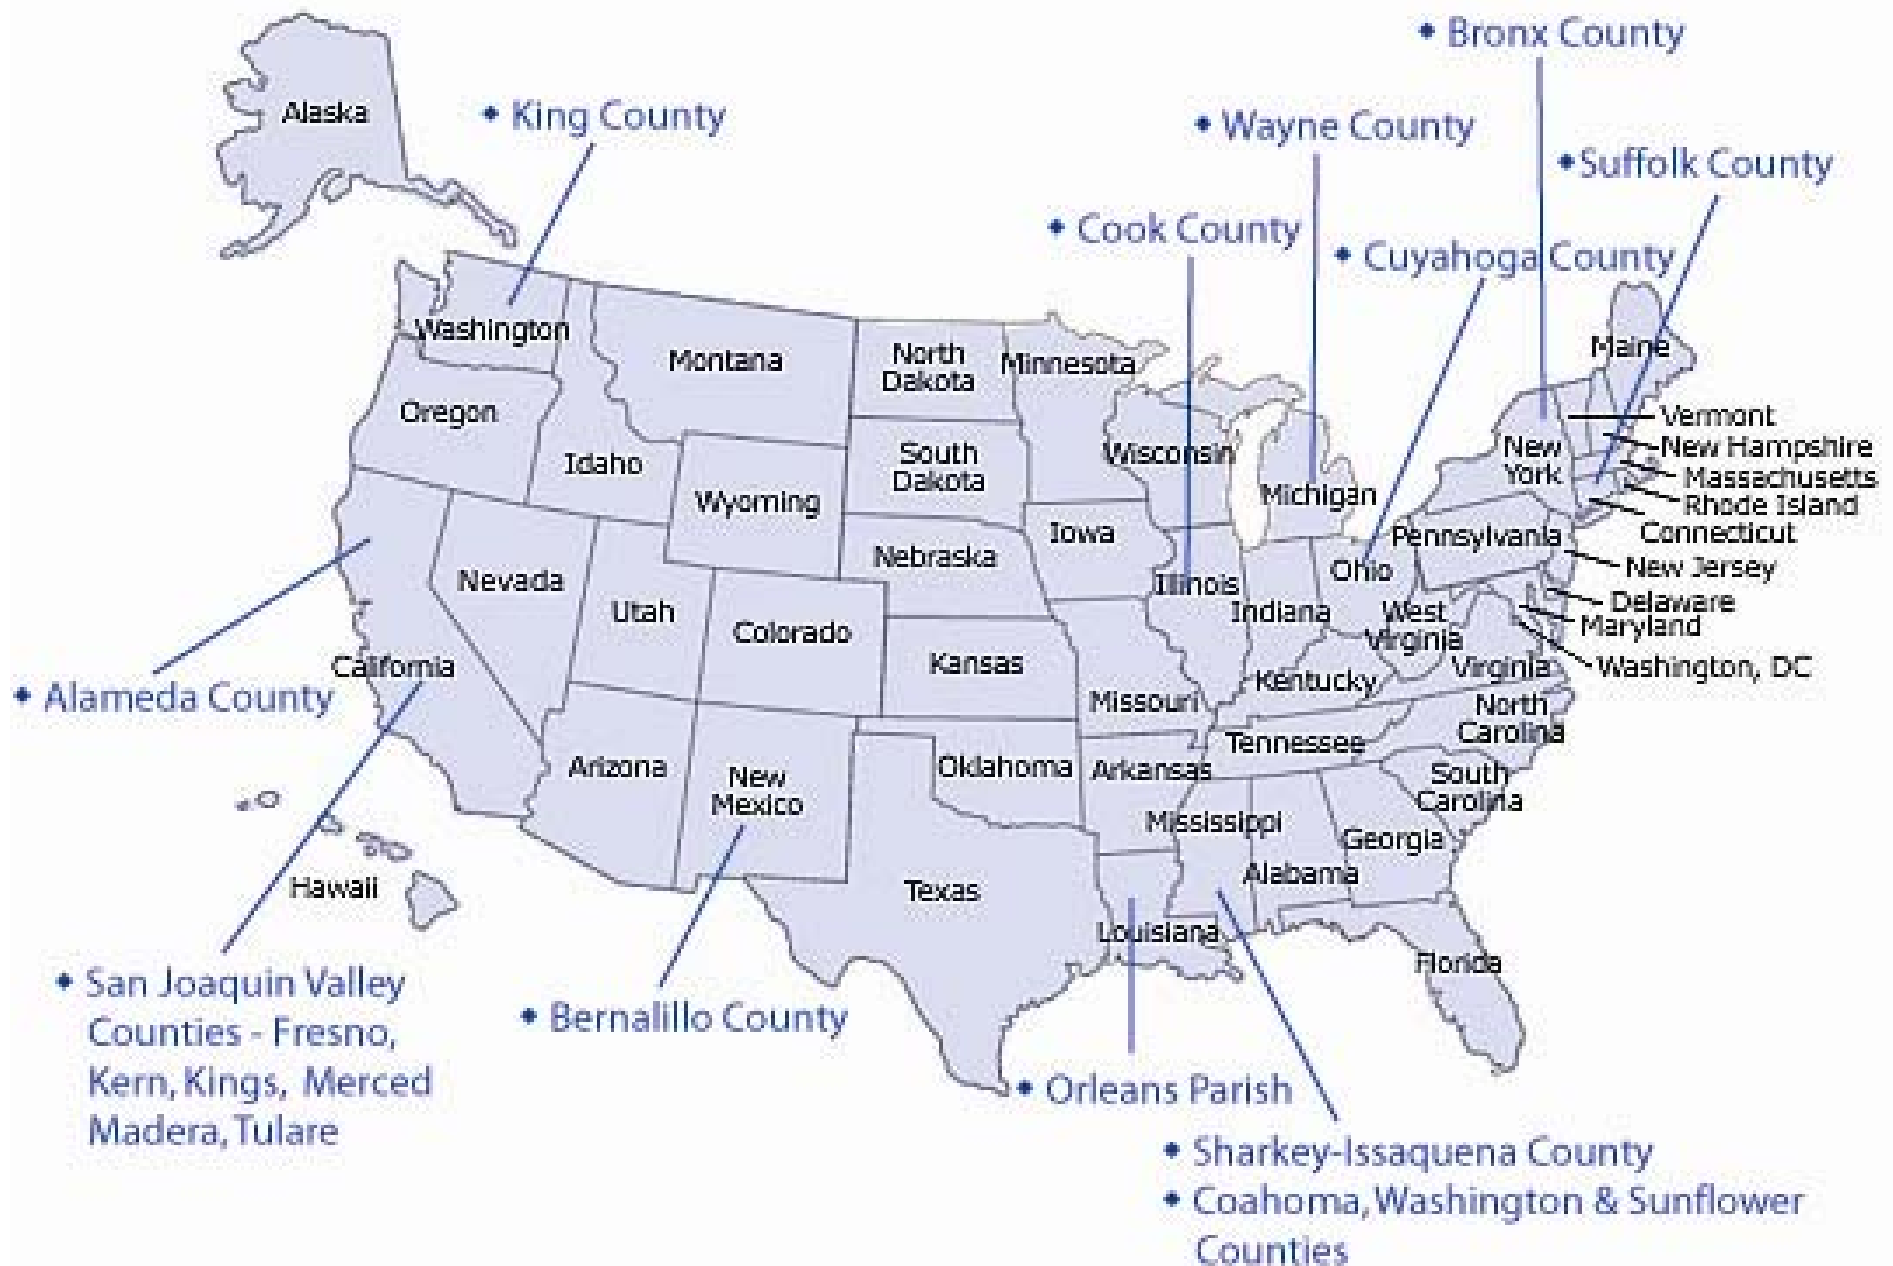 • Bronx County
Alaska
• King County
• Wayne County
•Suffolk County
• Cook County
• Cuyahoga County
Washington
Montana
North
Dakota
Minnesota
Maine
Oregon
Vermont
Idaho
South
Dakota
Wisconsin
New
York
New Hampshire
Massachusetts
Wyoming
Michigan
Rhode Island
Iowa
Pennsylvania
Connecticut
Nevada
Nebraska
Illinois
Ohio
New Jersey
Utah
Indiana
West
Virginia
Delaware
Maryland
Colorado
Kansas
California
Kentucky
Virginia
Washington, DC
• Alameda County
Missouri
North
Carolina
Tennessee
Arizona
New
Mexico
Oklahoma
Arkansas
South
Carolina
Mississippi
Georgia
Hawaii
Texas
Alabama
Louisiana
Florida
• San Joaquin Valley
Counties - Fresno,
Kern, Kings, Merced
Madera, Tulare
• Bernalillo County
• Orleans Parish
• Sharkey-Issaquena County
• Coahoma, Washington & Sunflower
Counties